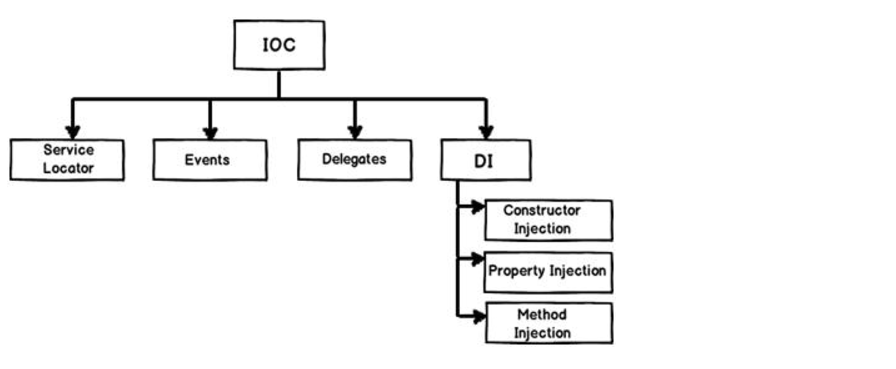 IOC
Service
Locator
Events
Delegates
DI
Constructor
Injection
Property Injection
Method
Injection